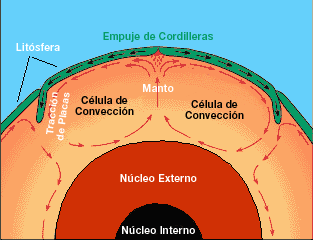 Empuje de Cordilleras
Litósfera
Tracción
de Placas
Manto
Célula de
Convección
Célula de
Convección
Núcleo Externo
Núcleo Interno